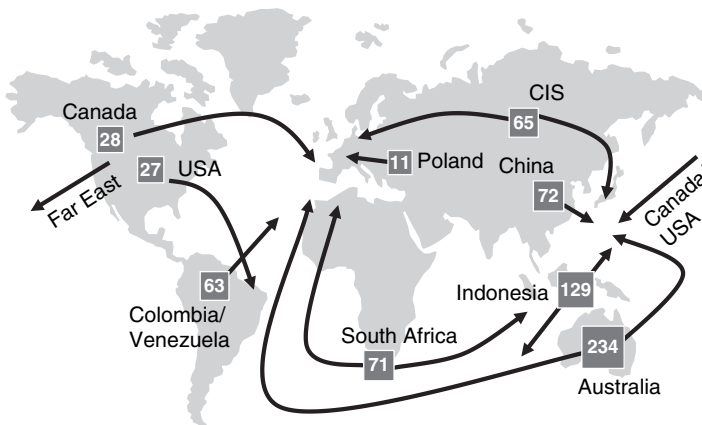 Canada
28
27 USA
Far East
63
Colombia/
Venezuela
CIS
65
11 Poland
China
72
Canada
USA
Indonesia 129
South Africa
71
234
Australia